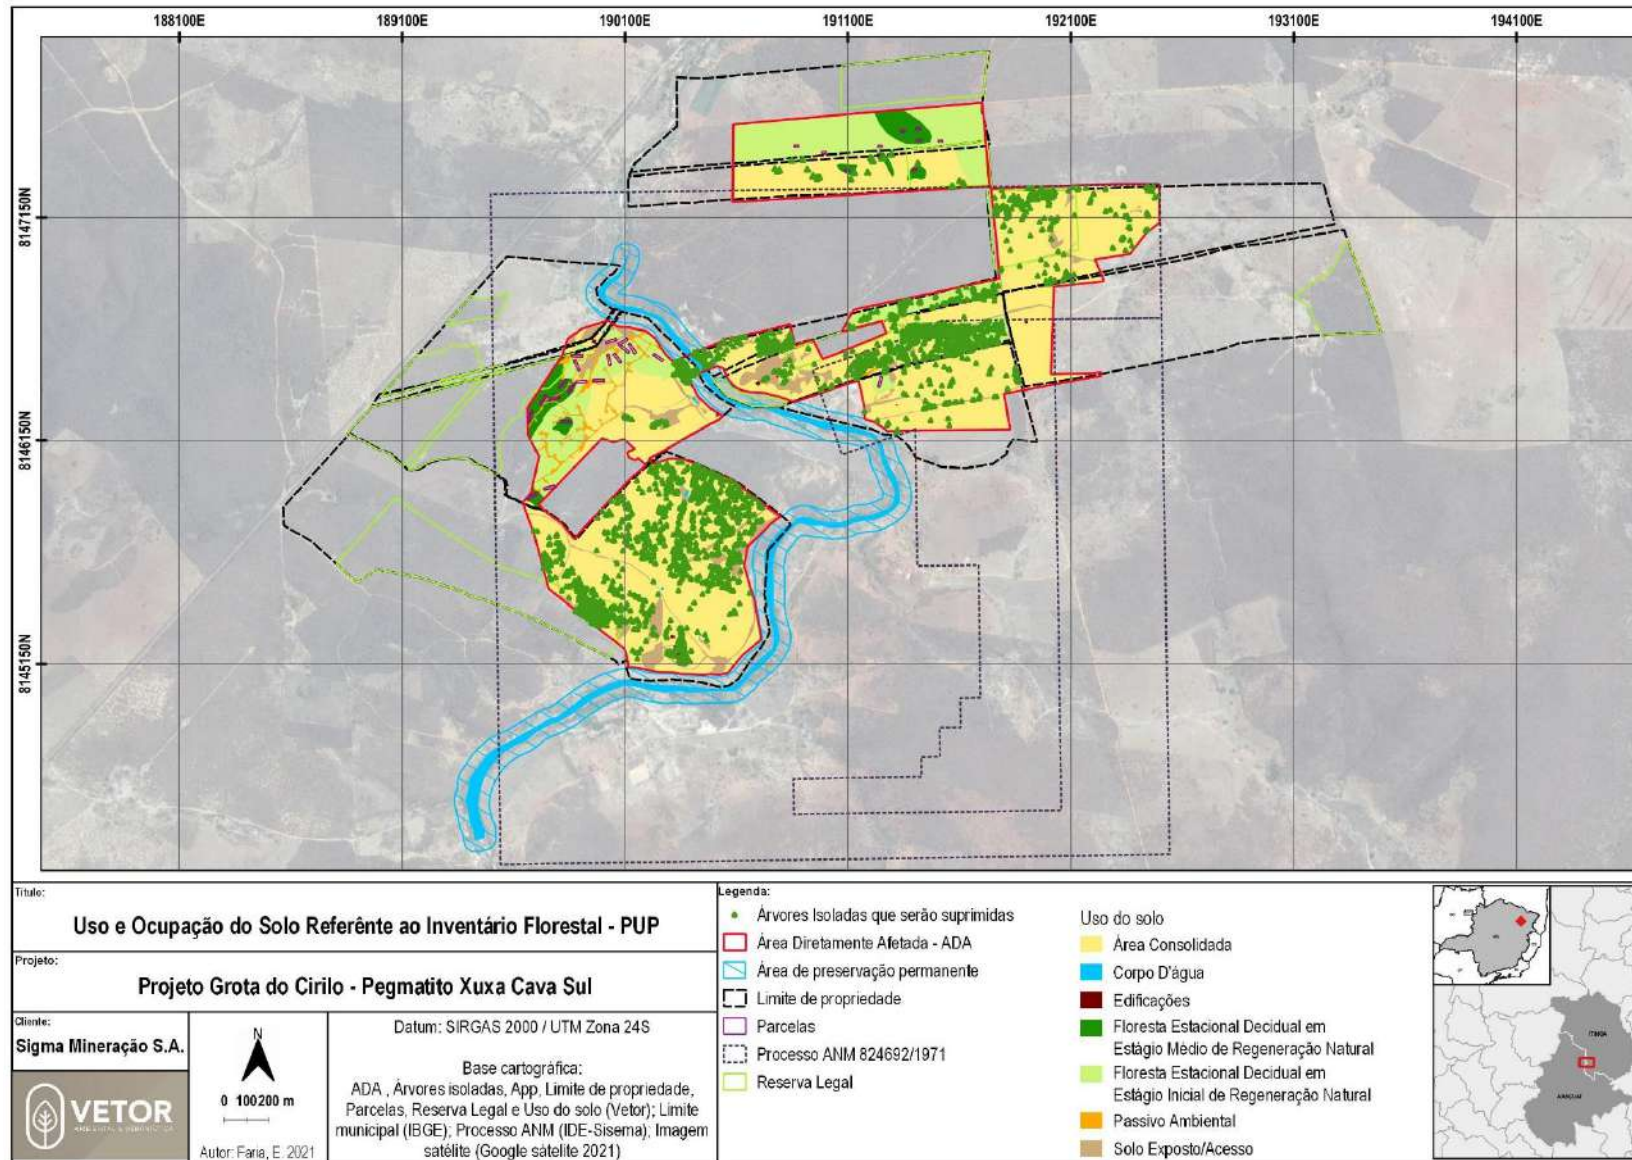 188100E 189100E 190100E 191100E 192100E 193100E 194100E
8147150N
8146150N
8145150N
Título:
Uso e Ocupação do Solo Referênte ao Inventário Florestal - PUP
Projeto:
Projeto Grota do Cirilo - Pegmatito Xuxa Cava Sul
Cliente:
Sigma Mineração S.A.
VETOR
N
0 100200 m
Autor: Faria, E. 2021
Datum: SIRGAS 2000 / UTM Zona 24S
Base cartográfica:
ADA , Árvores isoladas, App, Limite de propriedade,
Parcelas, Reserva Legal e Uso do solo (Vetor); Limite
municipal (IBGE); Processo ANM (IDE-Sisema); Imagem
satélite (Google satélite 2021)
Legenda:
Árvores Isoladas que serão suprimidas
Área Diretamente Afetada - ADA
Área de preservação permanente
Limite de propriedade
Parcelas
Processo ANM 824692/1971
Reserva Legal
Uso do solo
Área Consolidada
Corpo D'água
Edificações
Floresta Estacional Decidual em
Estágio Médio de Regeneração Natural
Floresta Estacional Decidual em
Estágio Inicial de Regeneração Natural
Passivo Ambiental
Solo Exposto/Acesso